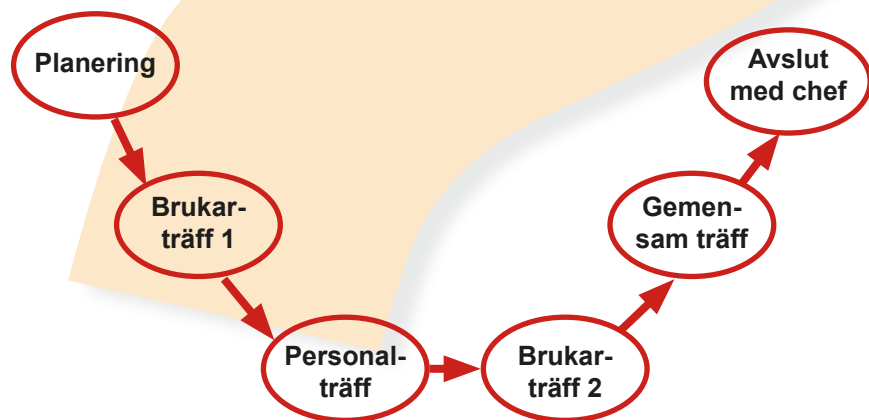 Planering
Brukar-
träff 1
Personal-
träff
Brukar-
träff 2
Gemen-
sam träff
Avslut
med chef